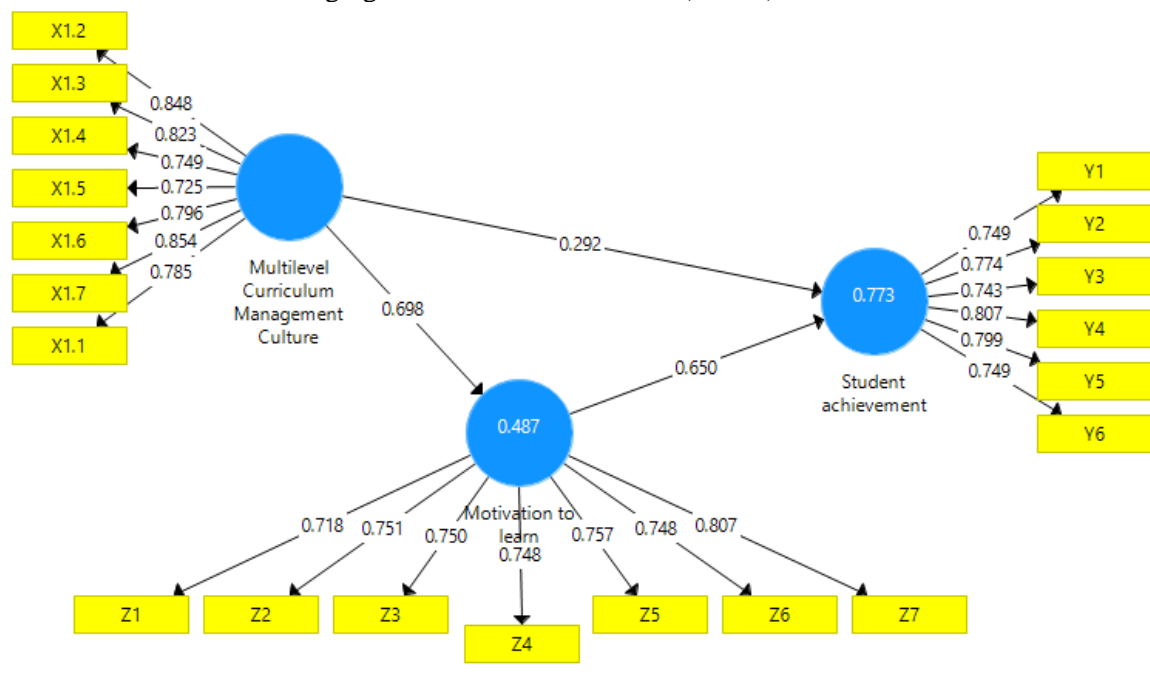 X1.2
X1.3
X1.4
X1.5
X1.6
X1.7
X1.1
0.848
0.823
0.749
0.725
0.796
0.854
0.785
Multilevel
Curriculum
Management
Culture
0.292
0.698
0.650
0.773
Student
achievement
0.749
0.774
0.743
0.807
0.799
0.749
Y1
Y2
Y3
Y4
Y5
Y6
0.487
Motivation to
learn
0.718
0.751
0.750
0.748
0.757
0.748
0.807
Z1
Z2
Z3
Z4
Z5
Z6
Z7